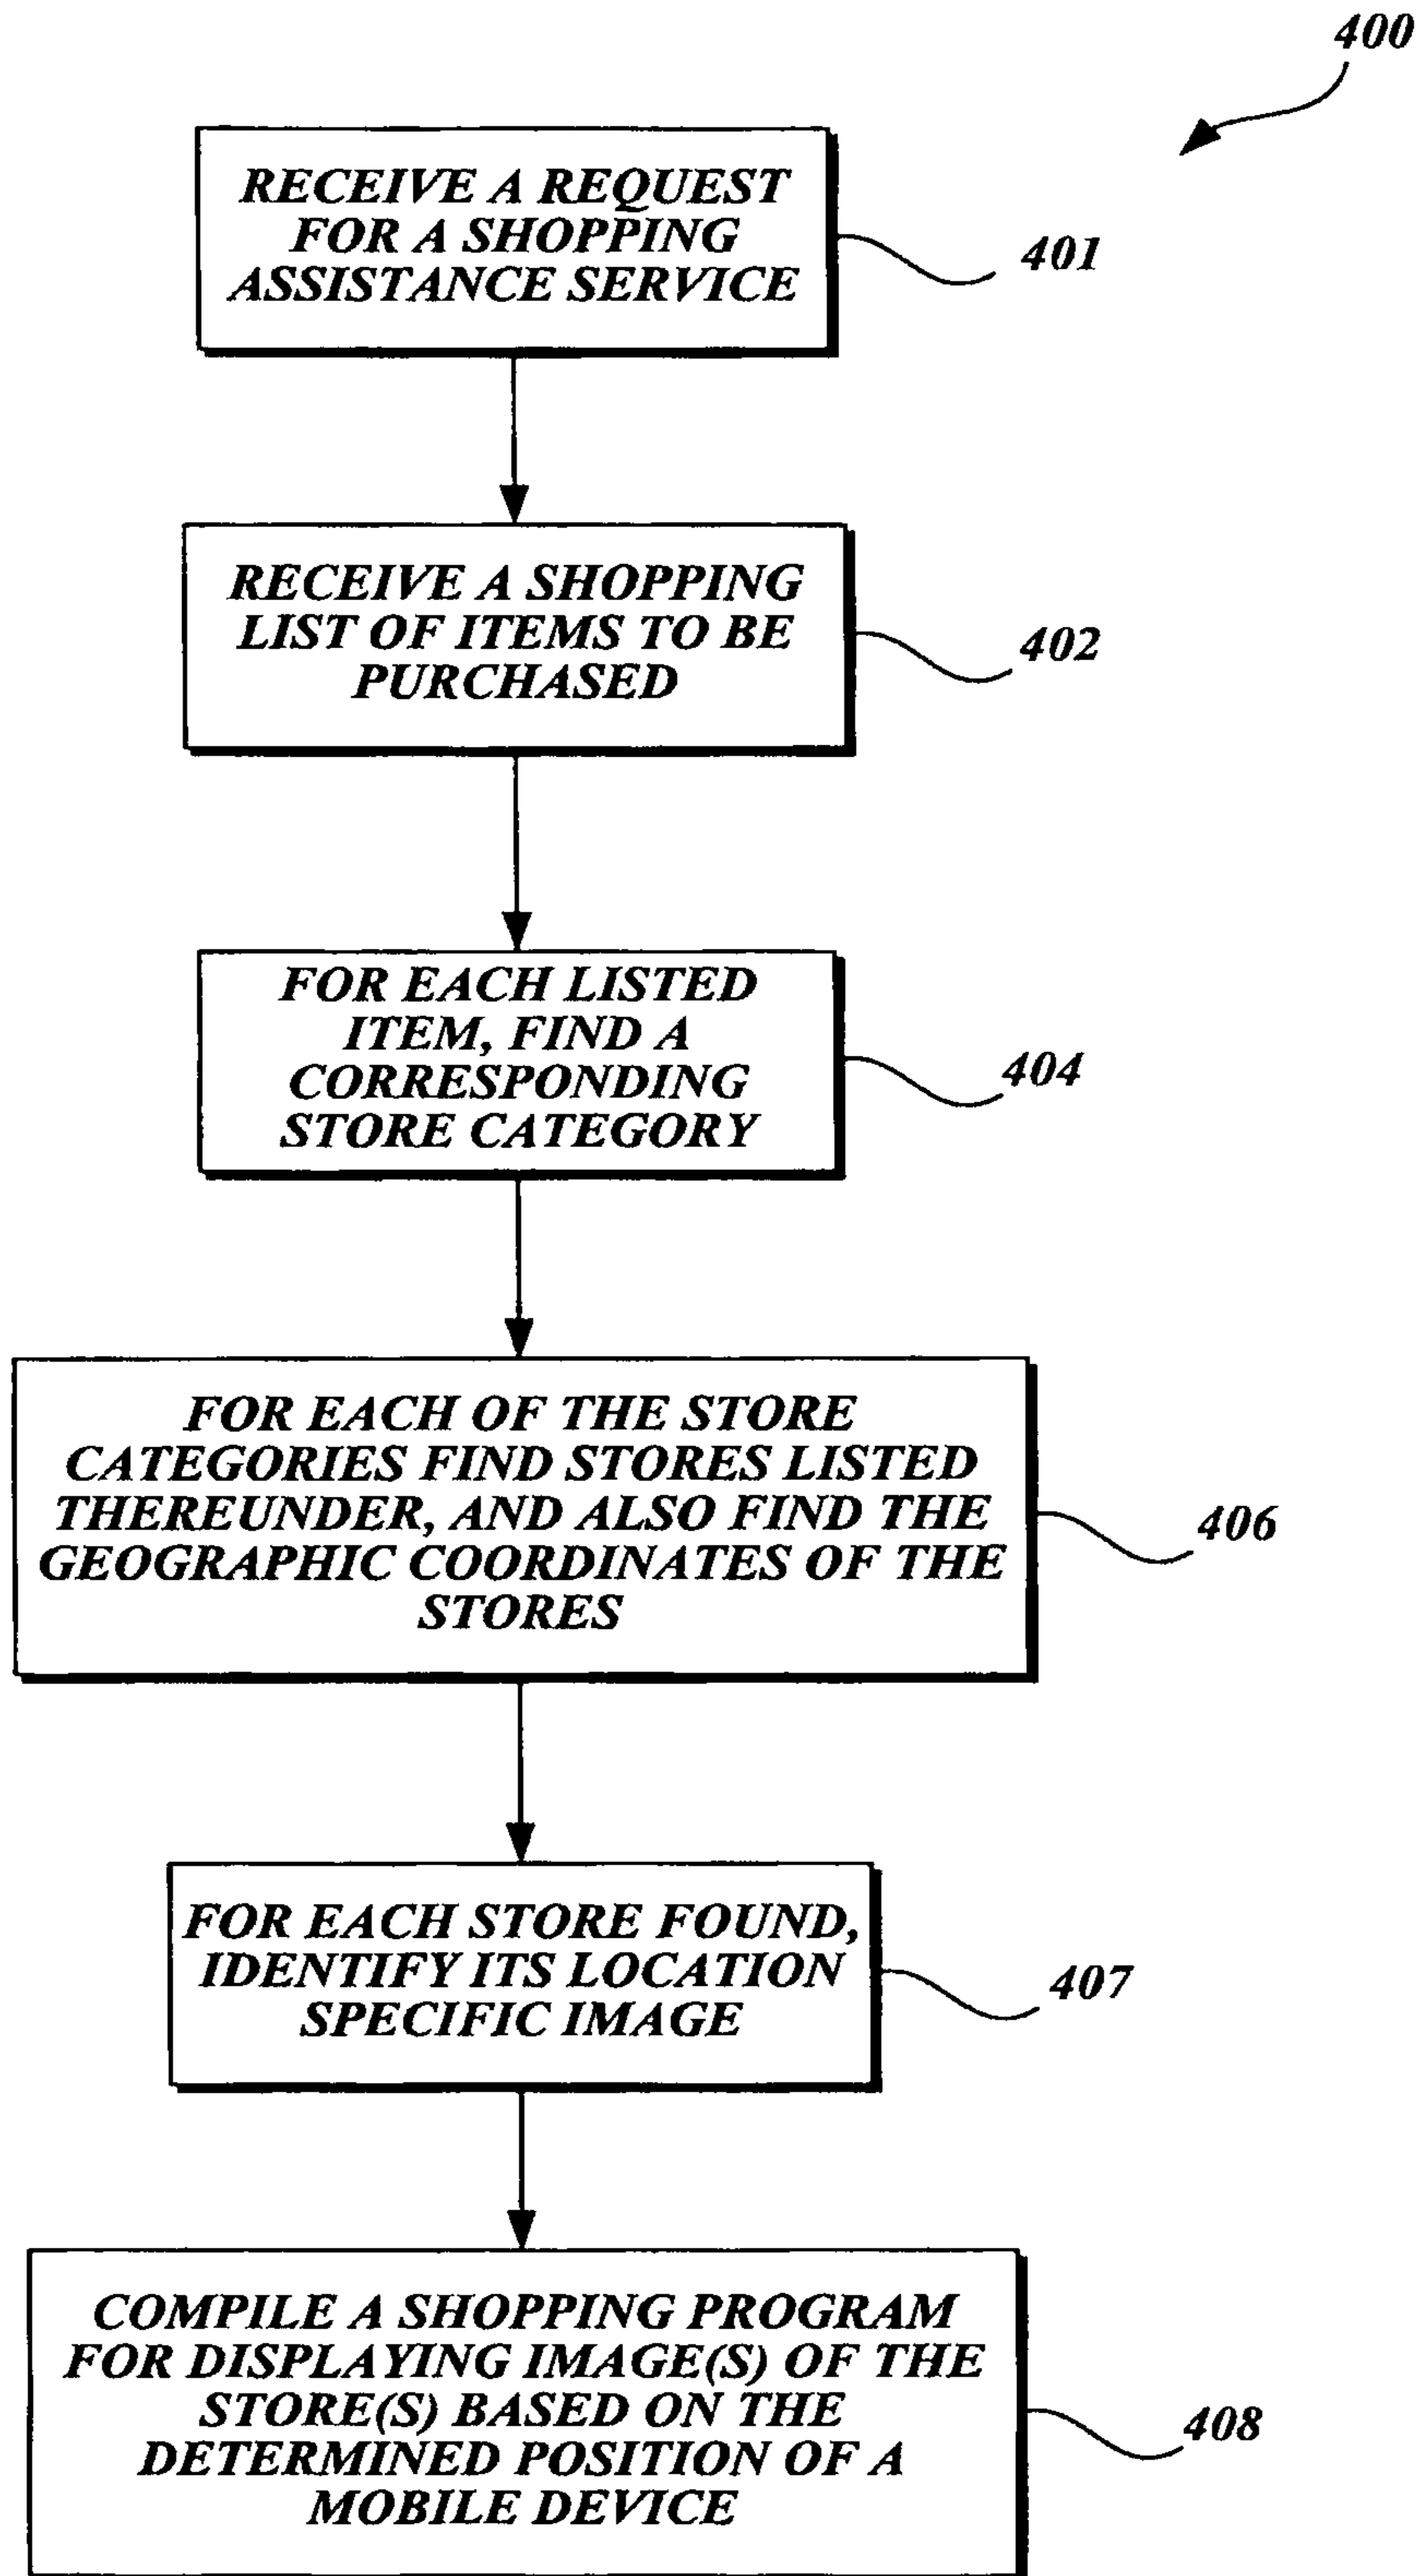 400
RECEIVE A REQUEST
FOR A SHOPPING
ASSISTANCE SERVICE
401
RECEIVE A SHOPPING
LIST OF ITEMS TO BE
PURCHASED
402
FOR EACH LISTED
ITEM, FIND A
CORRESPONDING
STORE CATEGORY
404
FOR EACH OF THE STORE
CATEGORIES FIND STORES LISTED
THEREUNDER, AND ALSO FIND THE
GEOGRAPHIC COORDINATES OF THE
STORES
406
FOR EACH STORE FOUND,
IDENTIFY ITS LOCATION
SPECIFIC IMAGE
407
COMPILE A SHOPPING PROGRAM
FOR DISPLAYING IMAGE(S) OF THE
STORE(S) BASED ON THE
DETERMINED POSITION OF A
MOBILE DEVICE
408